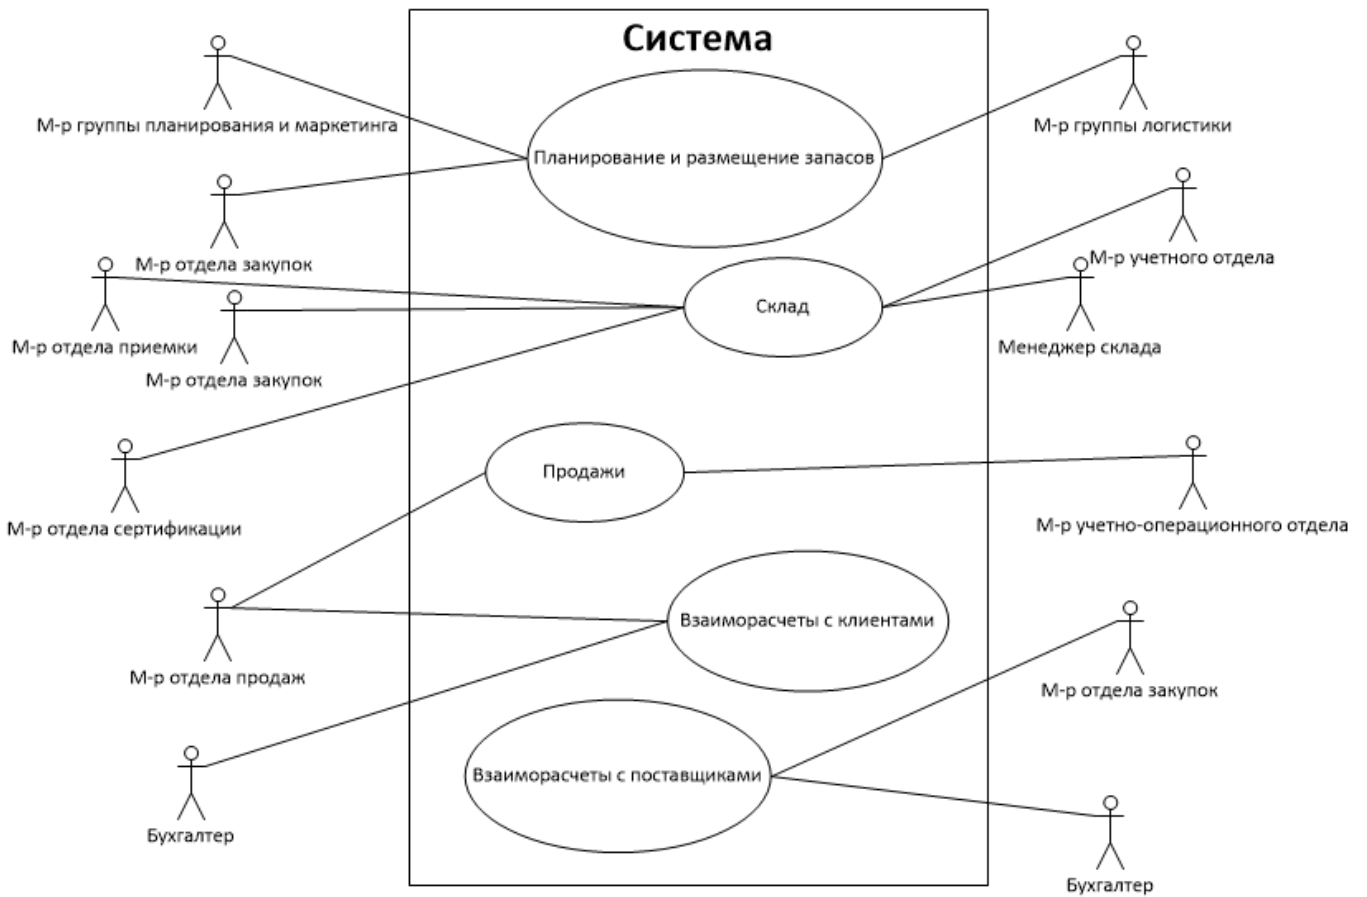 Система
М-р группы планирования и маркетинга
М-р группы логистики
Планирование и размещение запасов
М-р отдела закупок
М-р учетного отдела
Склад
М-р отдела приемки
Менеджер склада
М-р отдела закупок
Продажи
М-р отдела сертификации
М-р учетно-операционного отдела
Взаиморасчеты с клиентами
М-р отдела продаж
М-р отдела закупок
Взаиморасчеты с поставщиками
Бухгалтер
Бухгалтер